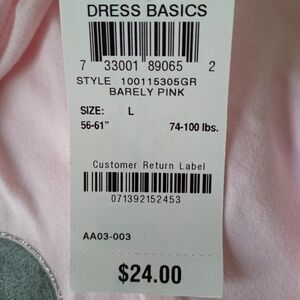 DRESS BASICS
7 33001 89065 2
STYLE 100115305GR
BARELY PINK
SIZE: L
56-61" 74-100 lbs.
Customer Return Label
071392152453
AA03-003
$24.00